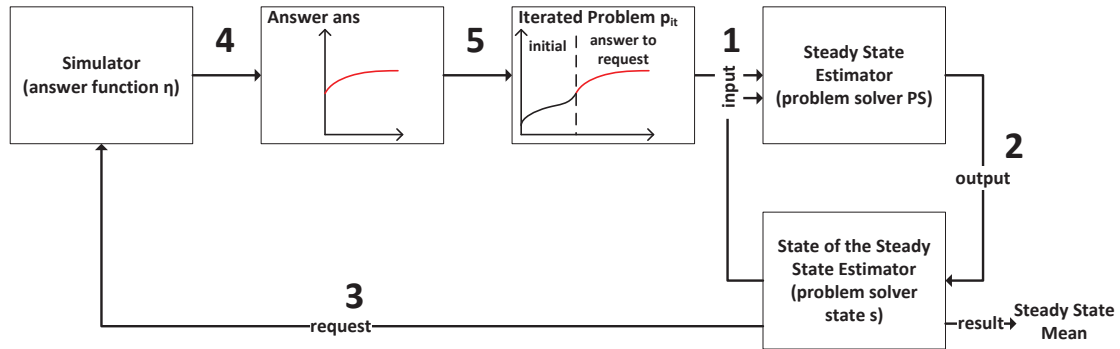 Simulator
(answer function η)
4
Answer ans
5
Iterated Problem p_it
initial
answer to
request
1
input
Steady State
Estimator
(problem solver PS)
2
output
State of the Steady
State Estimator
(problem solver
state s)
3
request
result
Steady State
Mean